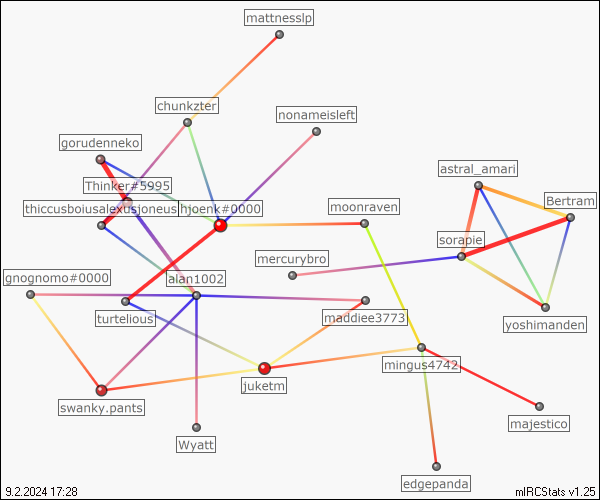 mattnesslp
chunkzter
nonameisleft
gorudenneko
astral_amari
Thinker#5995
Bertram
thiccusboiusalexusjoneus
hjoenk#0000
moonraven
sorapie
mercurybro
gnognomo#0000
alan1002
turtelious
maddiee3773
yoshimanden
mingus4742
juketm
swanky.pants
majestico
Wyatt
edgepanda
9.2.2024 17:28
mIRCStats v1.25